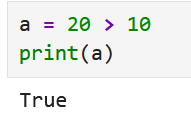 a = 20 > 10
print(a)
True